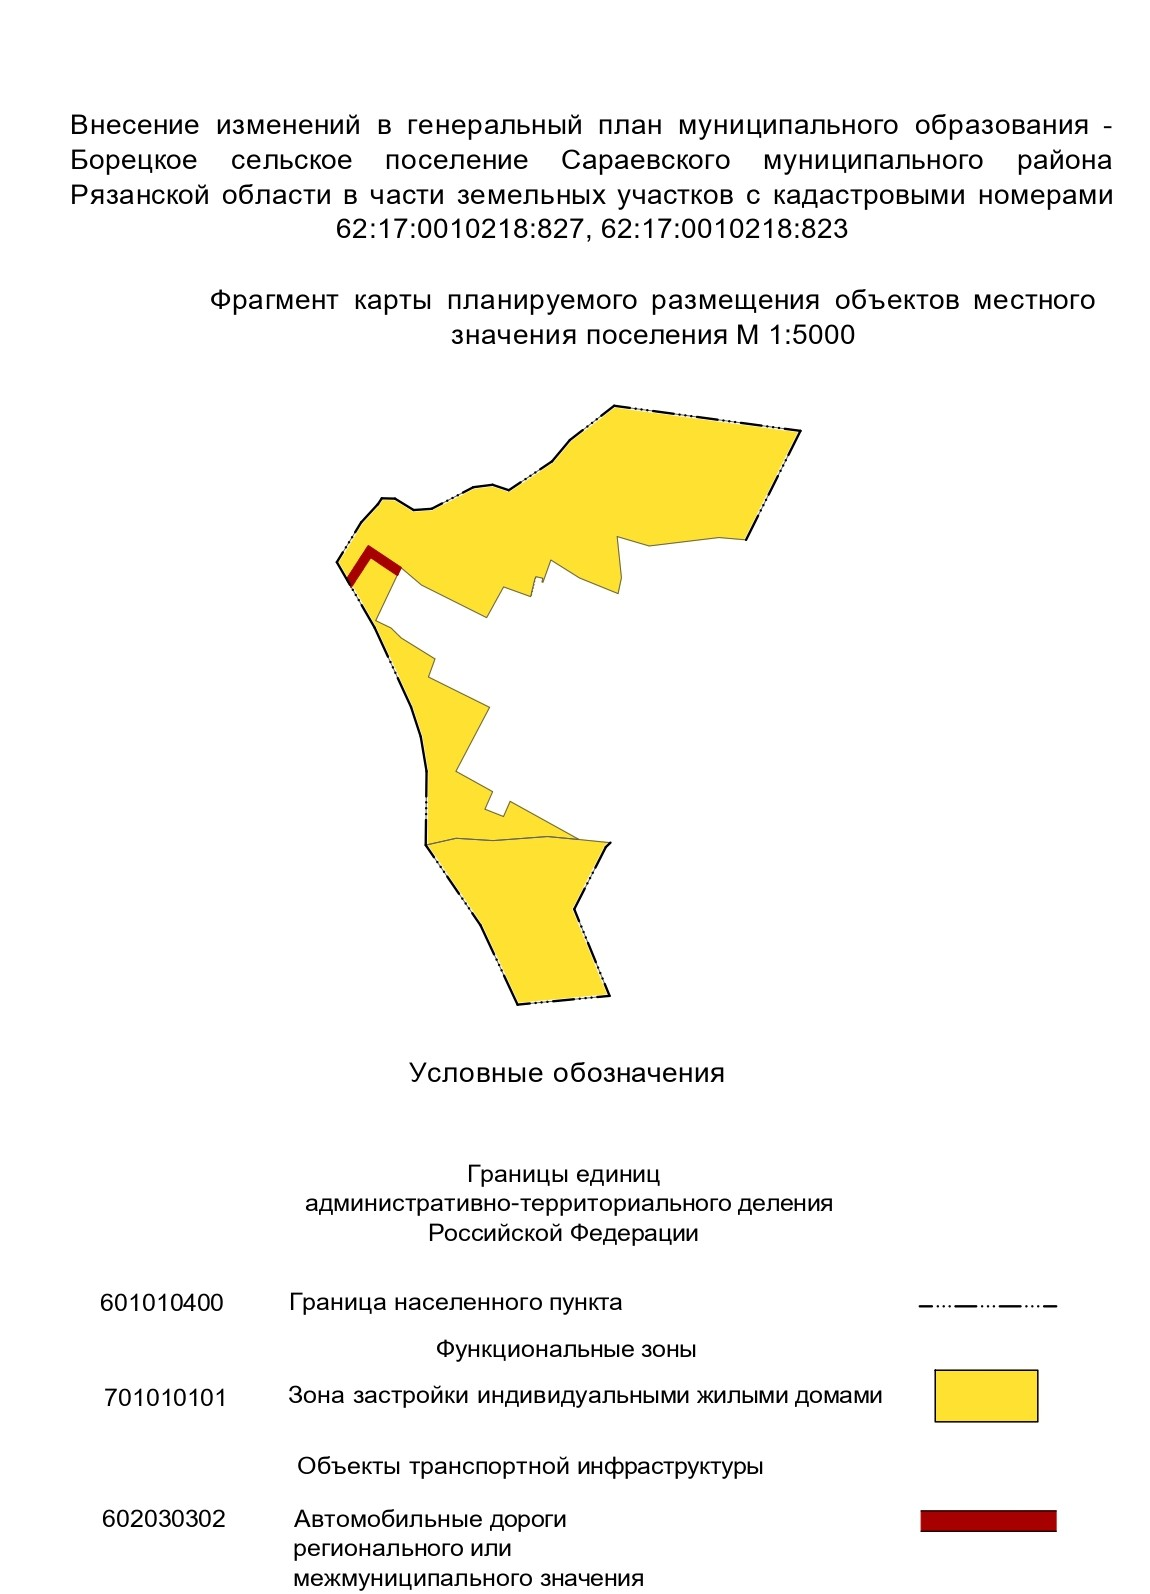 Внесение изменений в генеральный план муниципального образования -
Борецкое сельское поселение Сараевского муниципального района
Рязанской области в части земельных участков с кадастровыми номерами
62:17:0010218:827, 62:17:0010218:823
Фрагмент карты планируемого размещения объектов местного
значения поселения М 1:5000
Условные обозначения
Границы единиц
административно-территориального деления
Российской Федерации
601010400 Граница населенного пункта
Функциональные зоны
701010101 Зона застройки индивидуальными жилыми домами
Объекты транспортной инфраструктуры
602030302 Автомобильные дороги
регионального или
межмуниципального значения